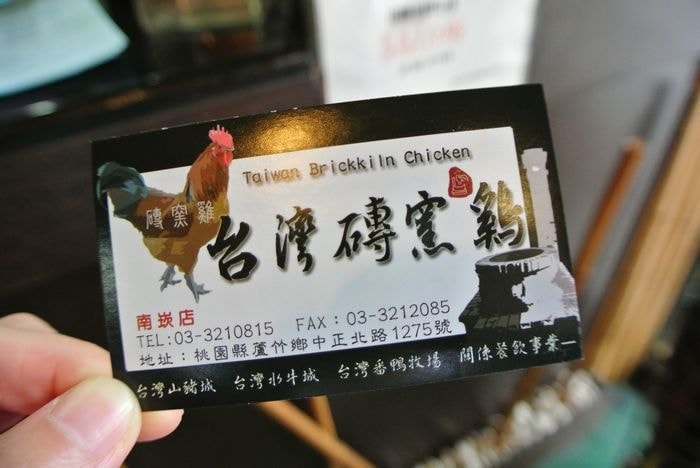 Taiwan Brickkiln Chicken
磚窯雞
台灣磚窯鷄
南崁店
TEL:03-3210815 FAX：03-3212085
地址：桃園縣蘆竹鄉中正北路1275號
台灣山豬城 台灣水牛城 台灣番鴨牧場 關係餐飲事業一